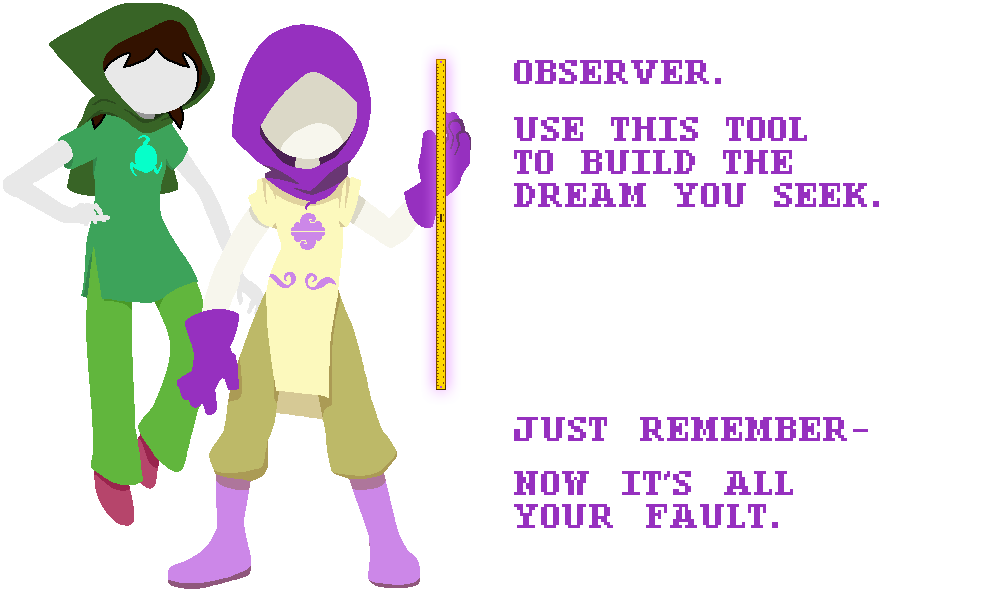 OBSERVER.
USE THIS TOOL
TO BUILD THE
DREAM YOU SEEK.
JUST REMEMBER-
NOW IT'S ALL
YOUR FAULT.